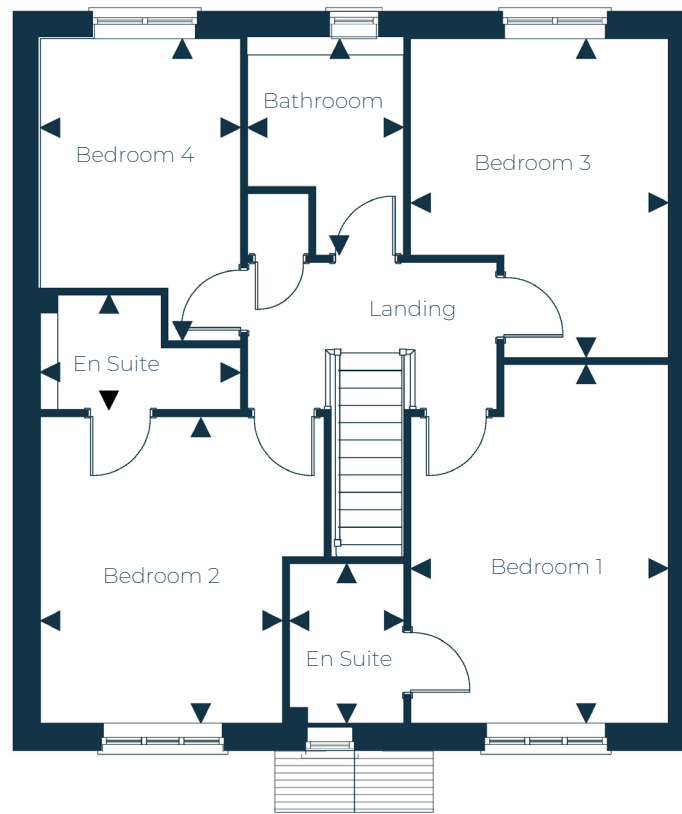 Bathrooom
Bedroom 4
Bedroom 3
Landing
En Suite
Bedroom 2
Bedroom 1
En Suite